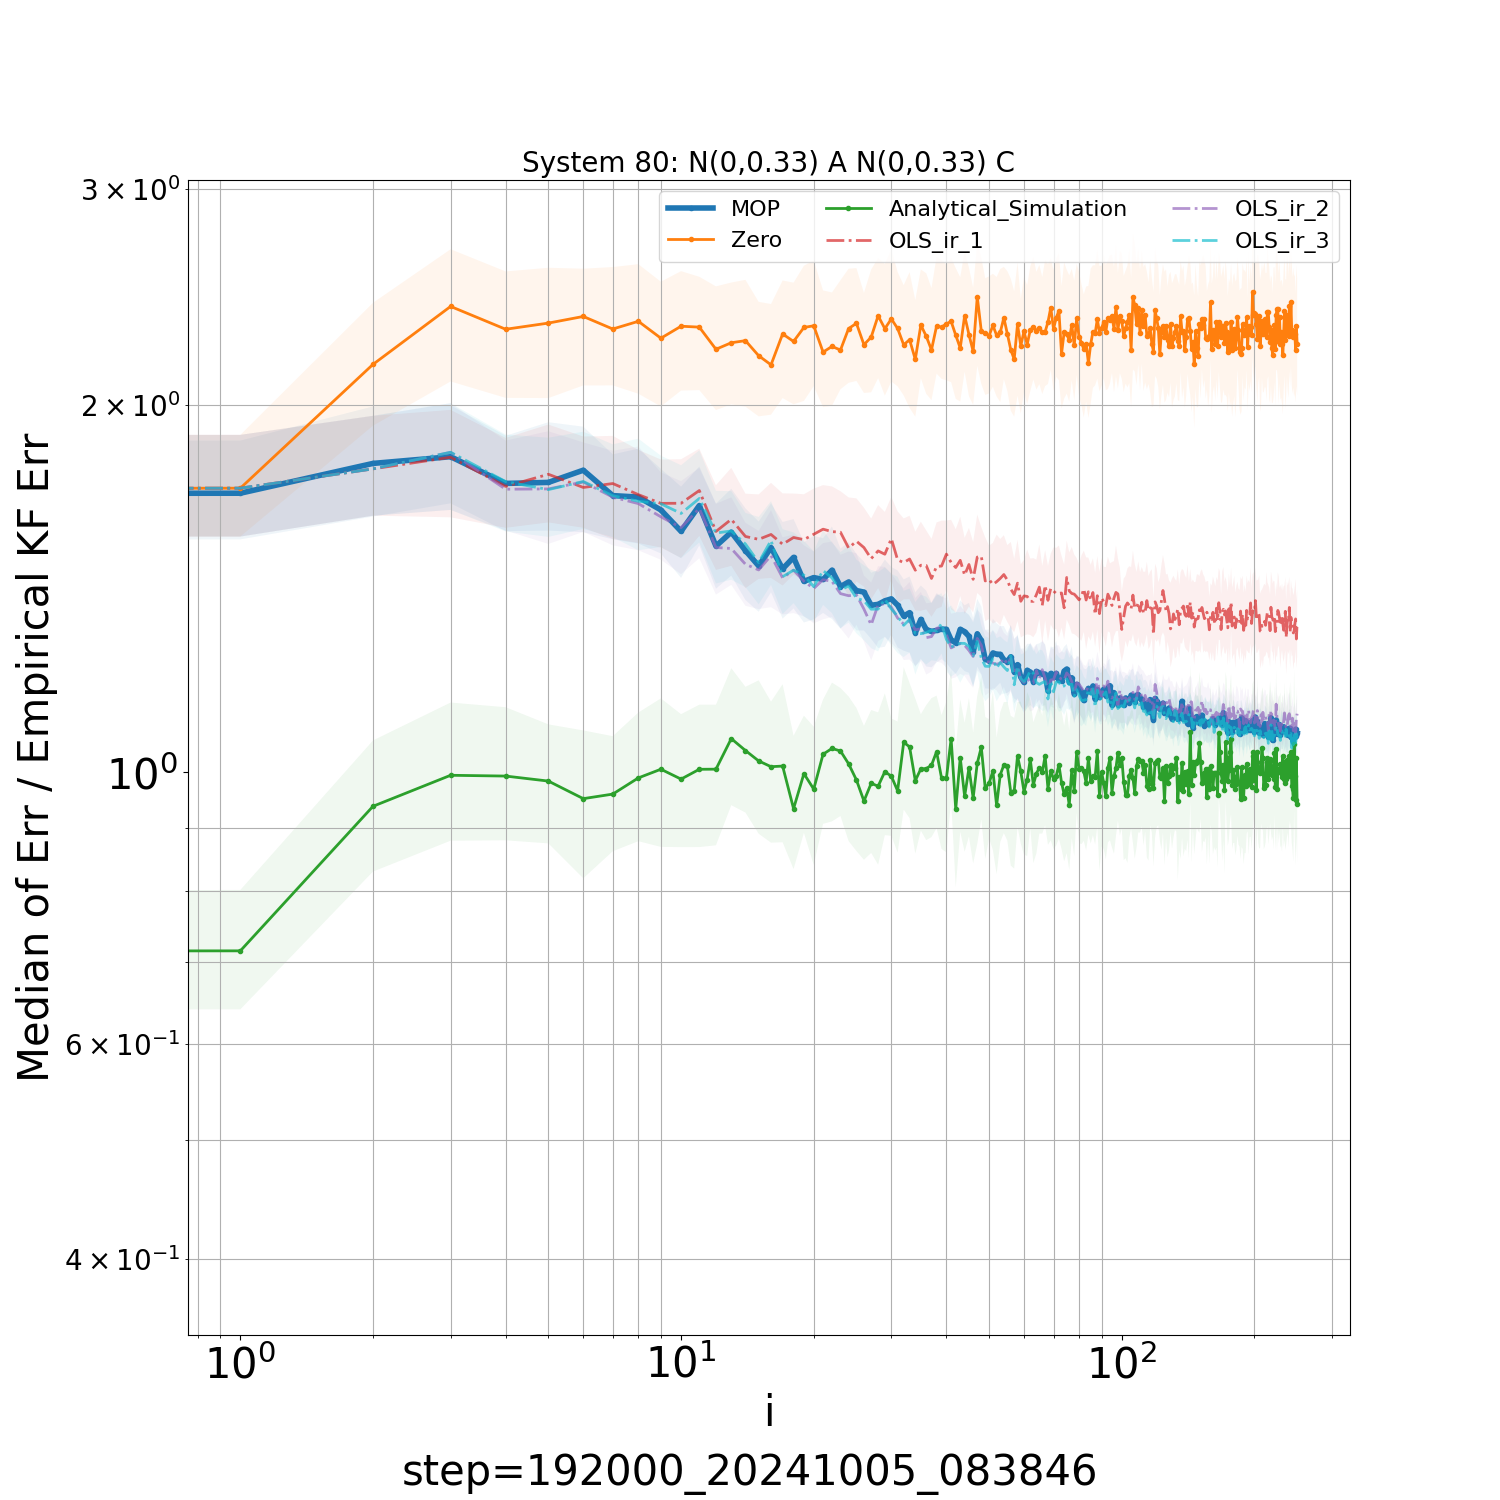 System 80: N(0,0.33) A N(0,0.33) C
MOP
Zero
Analytical_Simulation
OLS_ir_1
OLS_ir_2
OLS_ir_3
Median of Err / Empirical KF Err
3 × 10⁰
2 × 10⁰
10⁰
6 × 10⁻¹
4 × 10⁻¹
10⁰ 10¹ 10²
i
step=192000_20241005_083846